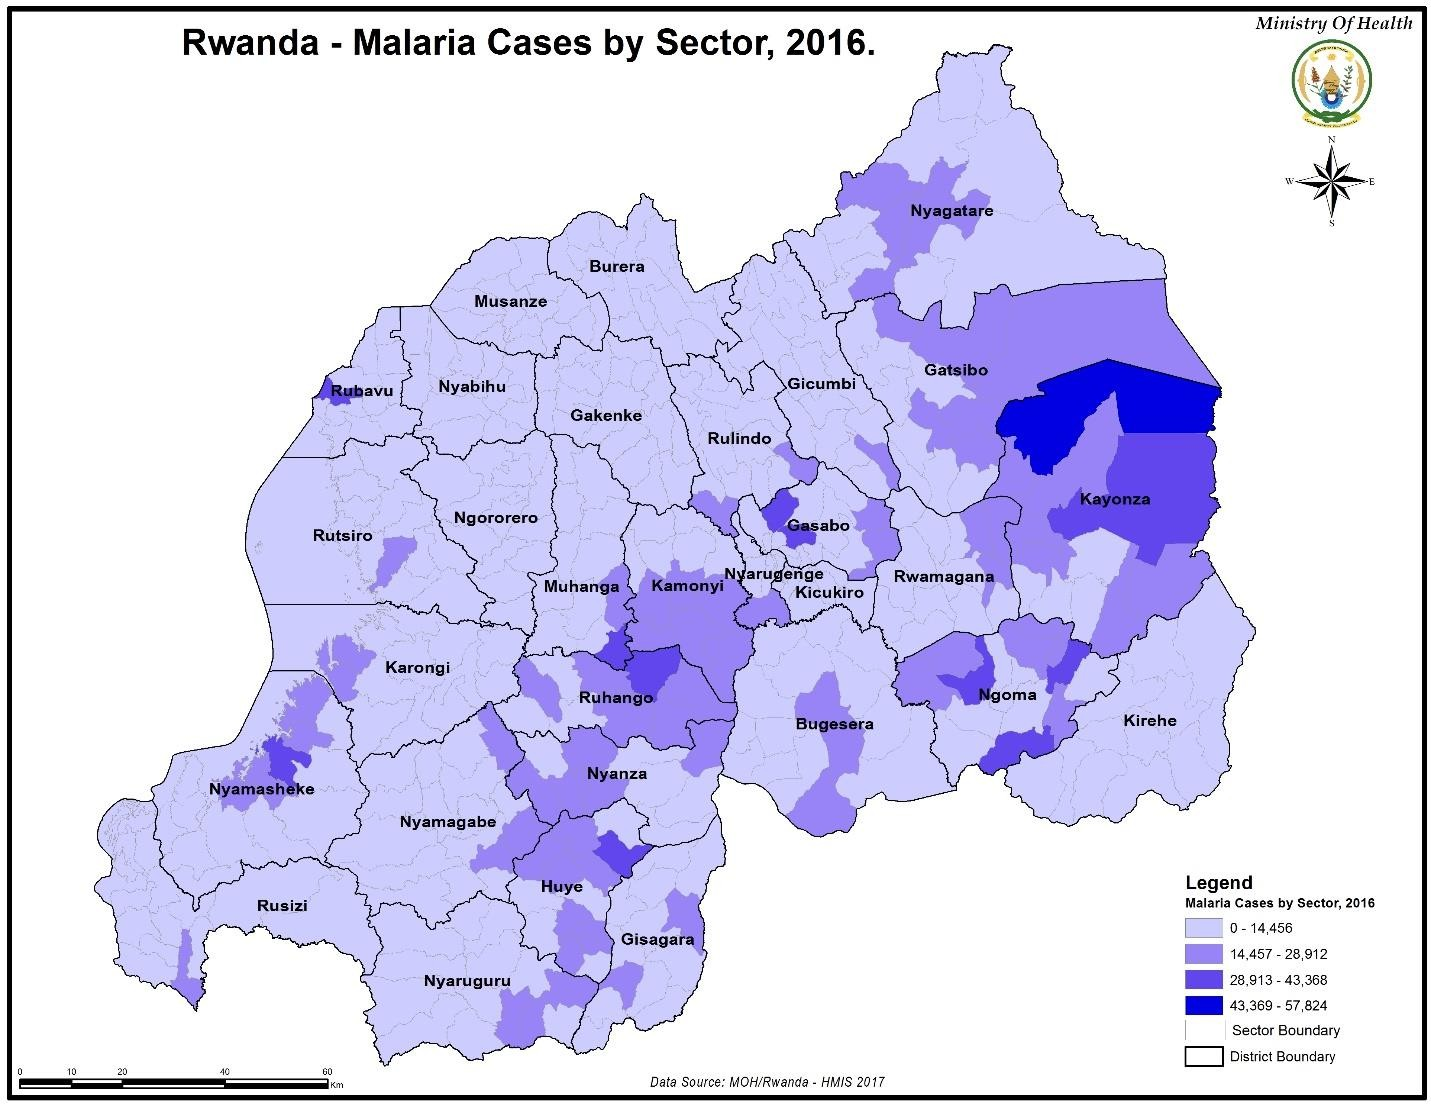 Ministry Of Health
Rwanda - Malaria Cases by Sector, 2016.
N
W
E
S
Nyagatare
Burera
Musanze
Gatsibo
Rubavu
Nyabihu
Gicumbi
Gakenke
Rulindo
Kayonza
Ngororero
Gasabo
Rutsiro
Nyarugenge
Rwamagana
Muhanga
Kamonyi
Kicukiro
Karongi
Ruhango
Ngoma
Kirehe
Bugesera
Nyanza
Nyamasheke
Nyamagabe
Huye
Rusizi
Gisagara
Nyaruguru
Legend
Malaria Cases by Sector, 2016
0 - 14,456
14,457 - 28,912
28,913 - 43,368
43,369 - 57,824
Sector Boundary
District Boundary
0 10 20 40 60
Km
Data Source: MOH/Rwanda - HMIS 2017